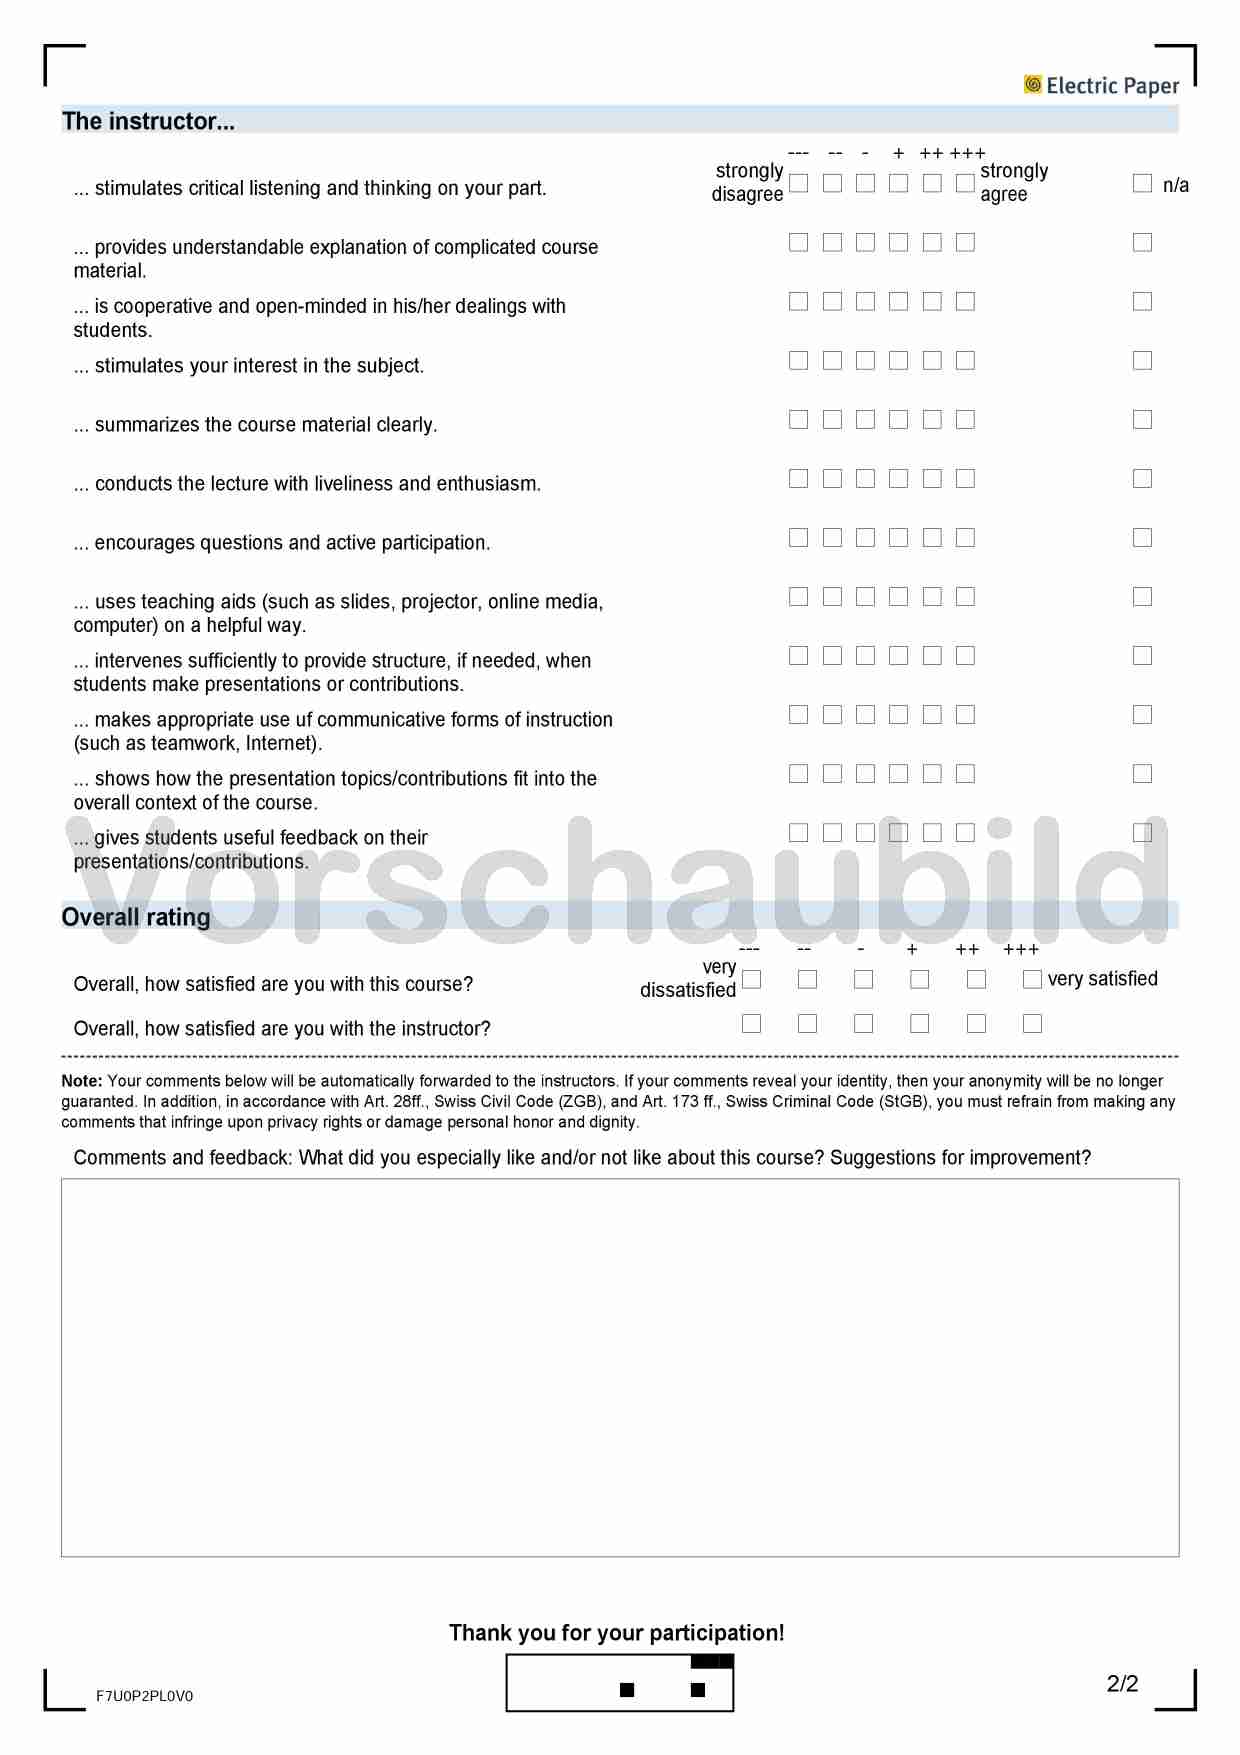 Electric Paper
The instructor...
--- -- - + ++ +++
strongly disagree
strongly agree
n/a
... stimulates critical listening and thinking on your part.
... provides understandable explanation of complicated course
material.
... is cooperative and open-minded in his/her dealings with
students.
... stimulates your interest in the subject.
... summarizes the course material clearly.
... conducts the lecture with liveliness and enthusiasm.
... encourages questions and active participation.
... uses teaching aids (such as slides, projector, online media,
computer) on a helpful way.
... intervenes sufficiently to provide structure, if needed, when
students make presentations or contributions.
... makes appropriate use uf communicative forms of instruction
(such as teamwork, Internet).
... shows how the presentation topics/contributions fit into the
overall context of the course.
... gives students useful feedback on their
presentations/contributions.
Vorschaubild
Overall rating
--- -- - + ++ +++
very
dissatisfied
very satisfied
Overall, how satisfied are you with this course?
Overall, how satisfied are you with the instructor?
Note: Your comments below will be automatically forwarded to the instructors. If your comments reveal your identity, then your anonymity will be no longer
guaranteed. In addition, in accordance with Art. 28ff., Swiss Civil Code (ZGB), and Art. 173 ff., Swiss Criminal Code (StGB), you must refrain from making any
comments that infringe upon privacy rights or damage personal honor and dignity.
Comments and feedback: What did you especially like and/or not like about this course? Suggestions for improvement?
Thank you for your participation!
F7U0P2PL0V0
2/2